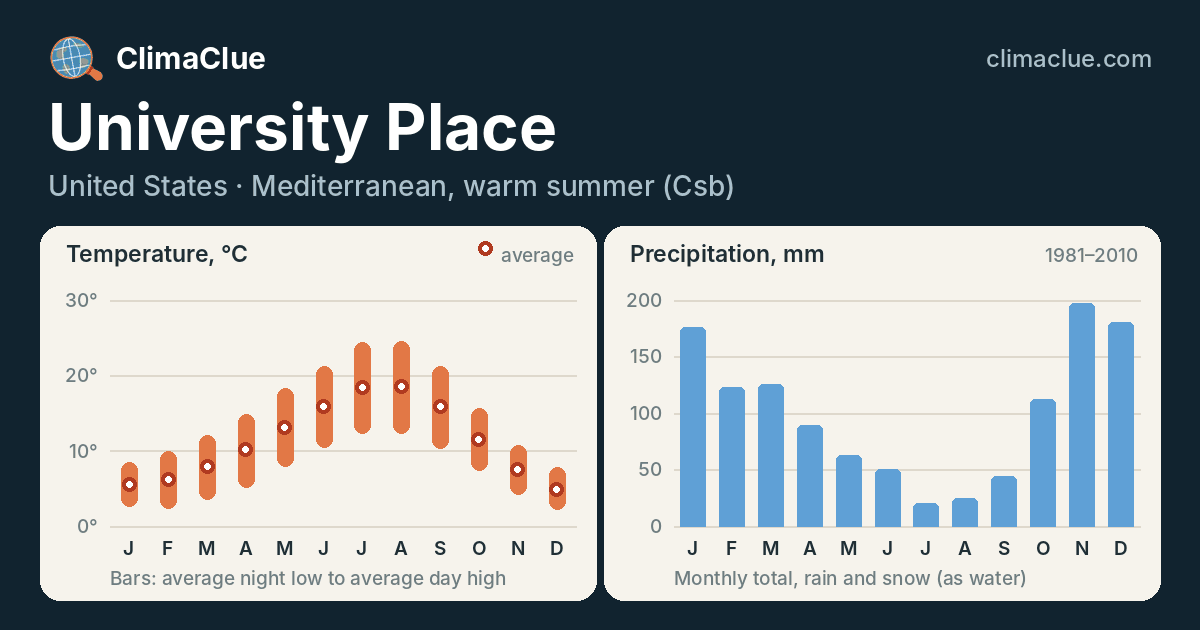 ClimaClue
climaclue.com
University Place
United States · Mediterranean, warm summer (Csb)
Temperature, °C
average
30°
20°
10°
0°
J F M A M J J A S O N D
Bars: average night low to average day high
Precipitation, mm
1981–2010
200
150
100
50
0
J F M A M J J A S O N D
Monthly total, rain and snow (as water)